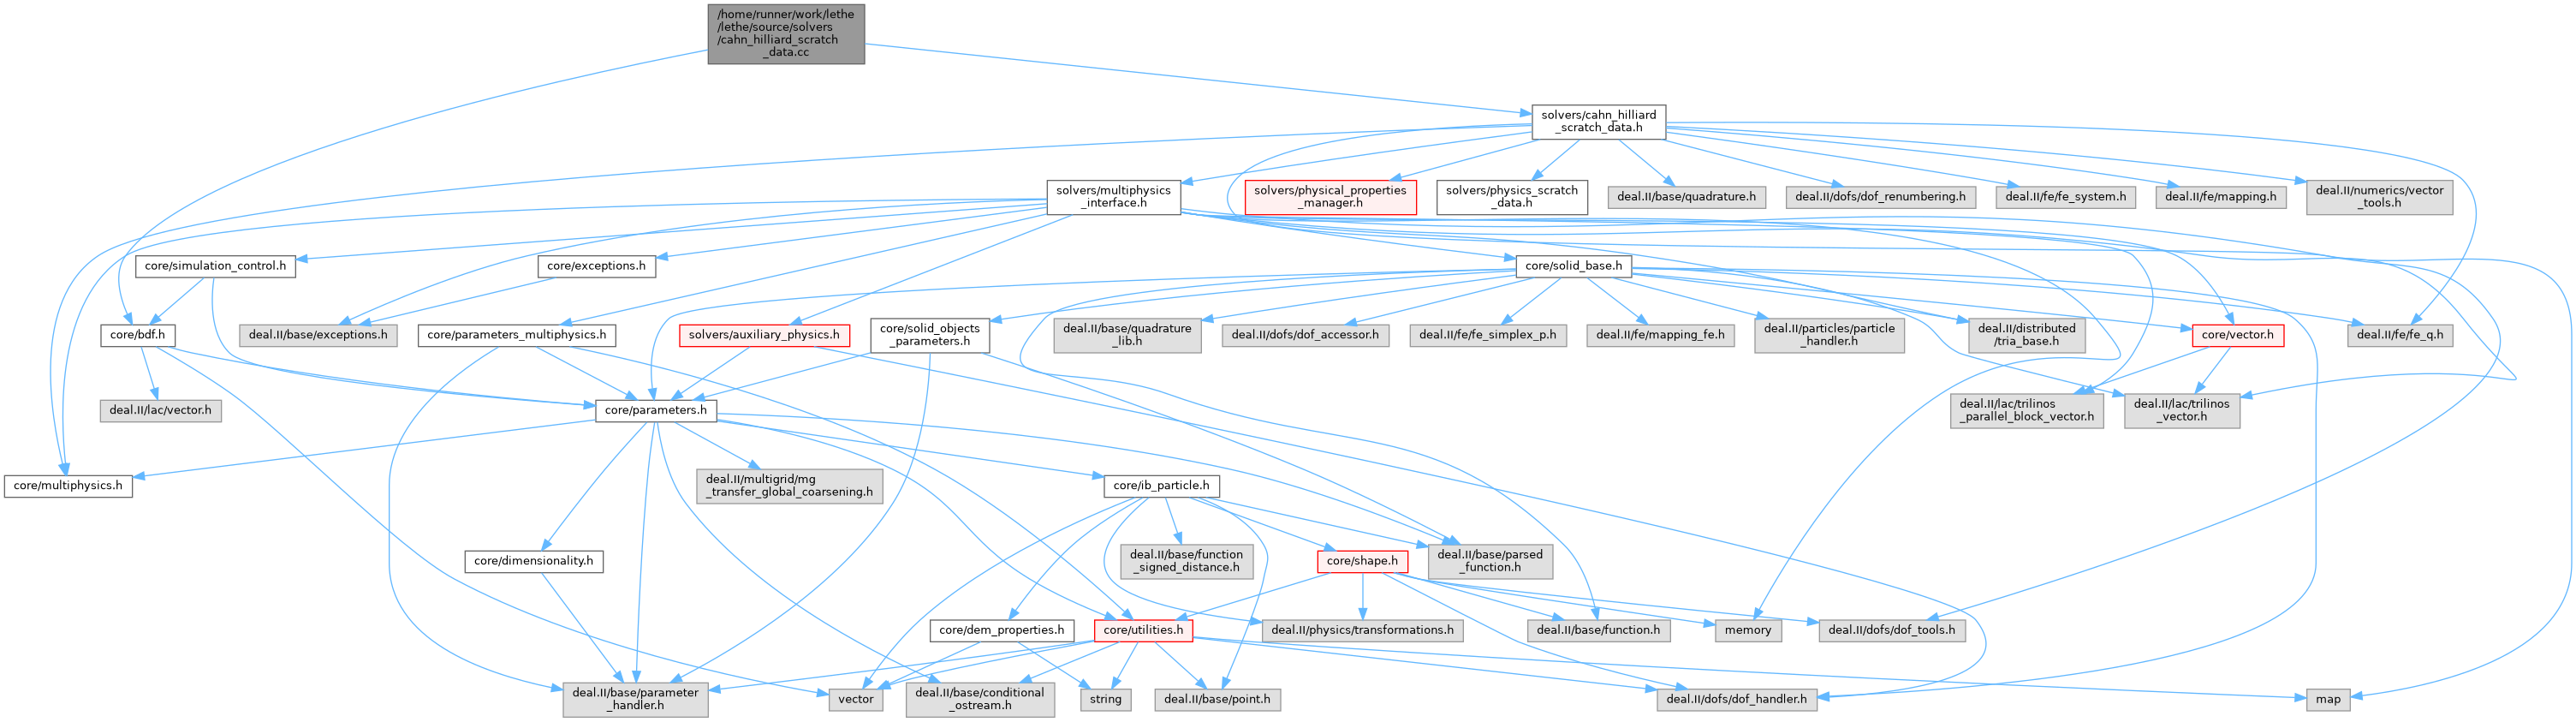 /home/runner/work/lethe
/lethe/source/solvers
/cahn_hilliard_scratch
_data.cc
solvers/cahn_hilliard
_scratch_data.h
solvers/multiphysics
_interface.h
solvers/physical_properties
_manager.h
solvers/physics_scratch
_data.h
deal.II/base/quadrature.h
deal.II/dofs/dof_renumbering.h
deal.II/fe/fe_system.h
deal.II/fe/mapping.h
deal.II/numerics/vector
_tools.h
core/simulation_control.h
core/exceptions.h
core/solid_base.h
core/bdf.h
deal.II/base/exceptions.h
core/parameters_multiphysics.h
solvers/auxiliary_physics.h
core/solid_objects
_parameters.h
deal.II/base/quadrature
_lib.h
deal.II/dofs/dof_accessor.h
deal.II/fe/fe_simplex_p.h
deal.II/fe/mapping_fe.h
deal.II/particles/particle
_handler.h
deal.II/distributed
/tria_base.h
core/vector.h
deal.II/fe/fe_q.h
deal.II/lac/vector.h
core/parameters.h
deal.II/lac/trilinos
_parallel_block_vector.h
deal.II/lac/trilinos
_vector.h
core/multiphysics.h
deal.II/multigrid/mg
_transfer_global_coarsening.h
core/ib_particle.h
core/dimensionality.h
deal.II/base/function
_signed_distance.h
core/shape.h
deal.II/base/parsed
_function.h
core/dem_properties.h
core/utilities.h
deal.II/physics/transformations.h
deal.II/base/function.h
memory
deal.II/dofs/dof_tools.h
deal.II/base/parameter
_handler.h
vector
deal.II/base/conditional
_ostream.h
string
deal.II/base/point.h
deal.II/dofs/dof_handler.h
map